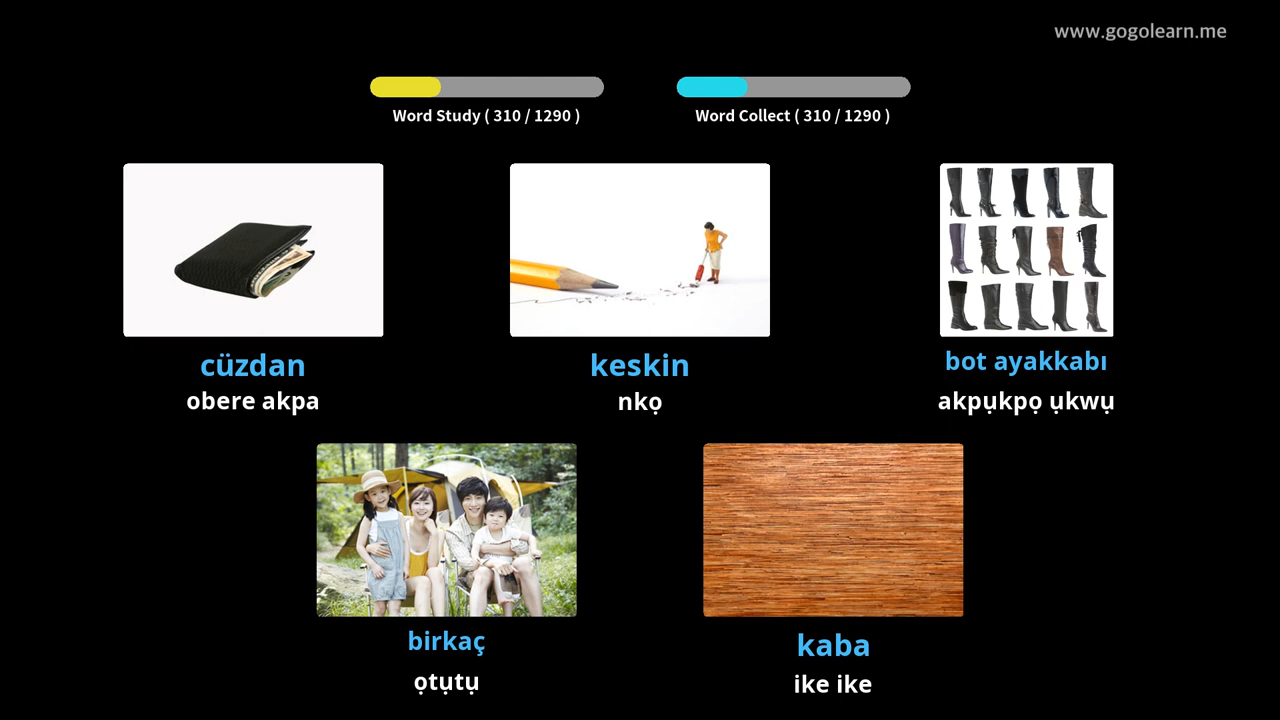 www.gogolearn.me
Word Study ( 310 / 1290 )
Word Collect ( 310 / 1290 )
cüzdan
obere akpa
keskin
nkọ
bot ayakkabı
akpụkpọ ụkwụ
birkaç
ọtụtụ
kaba
ike ike